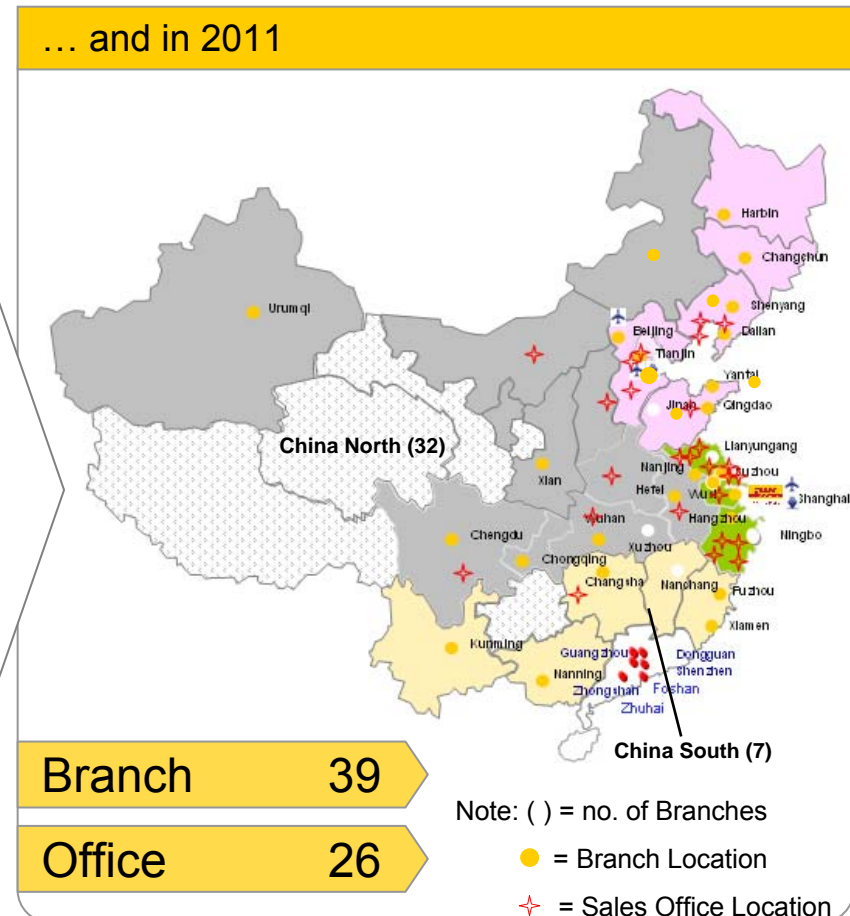 … and in 2011
Harbin
Changchun
Urumqi
Shenyang
Beijing
Dalian
Tianjin
Yantai
Jinan
Qingdao
China North (32)
Lianyungang
Xian
Nanjing
Suzhou
Hefei
Wuxi
Shanghai
Wuhan
Hangzhou
Chengdu
Xuzhou
Ningbo
Chongqing
Changsha
Nanchang
Fuzhou
Xiamen
Kunming
Guangzhou
Dongguan
Nanning
Shenzhen
Zhongshan
Foshan
Zhuhai
China South (7)
Branch 39
Note: ( ) = no. of Branches
Office 26
= Branch Location
= Sales Office Location